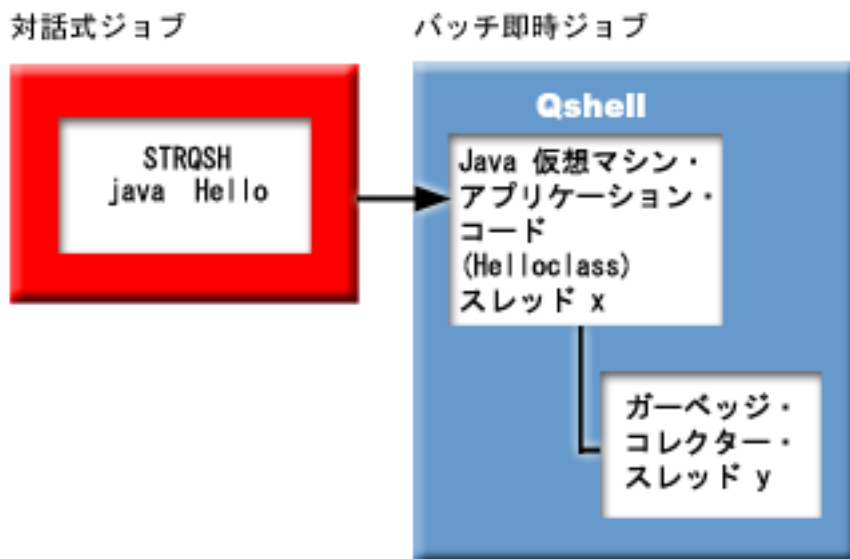 対話式ジョブ
バッチ即時ジョブ
STRQSH
java Hello
Qshell
Java 仮想マシン・
アプリケーション・
コード
(Helloclass)
スレッド x
ガーベッジ・
コレクター・
スレッド y